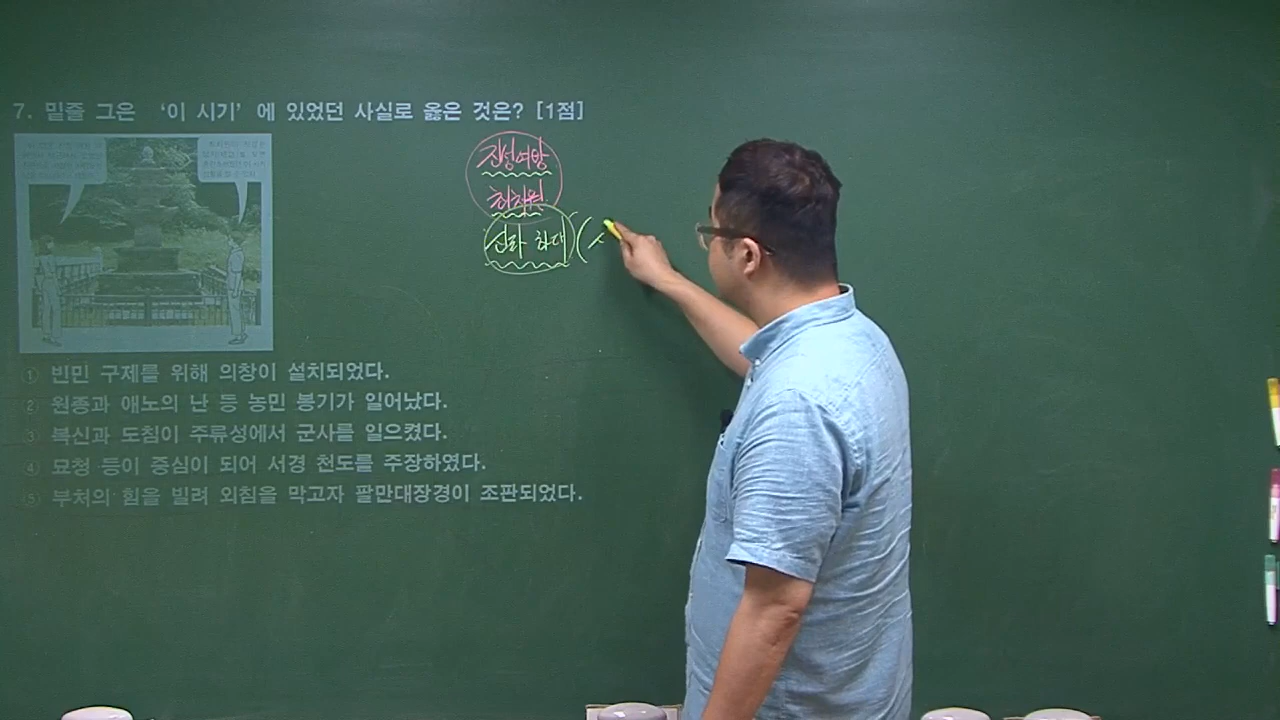 7. 밑줄 그은 '이 시기' 에 있었던 사실로 옳은 것은? [1점]
진성여왕
최치원
신라 하대 (
① 빈민 구제를 위해 의창이 설치되었다.
② 원종과 애노의 난 등 농민 봉기가 일어났다.
③ 복신과 도침이 주류성에서 군사를 일으켰다.
④ 묘청 등이 중심이 되어 서경 천도를 주장하였다.
⑤ 부처의 힘을 빌려 외침을 막고자 팔만대장경이 조판되었다.